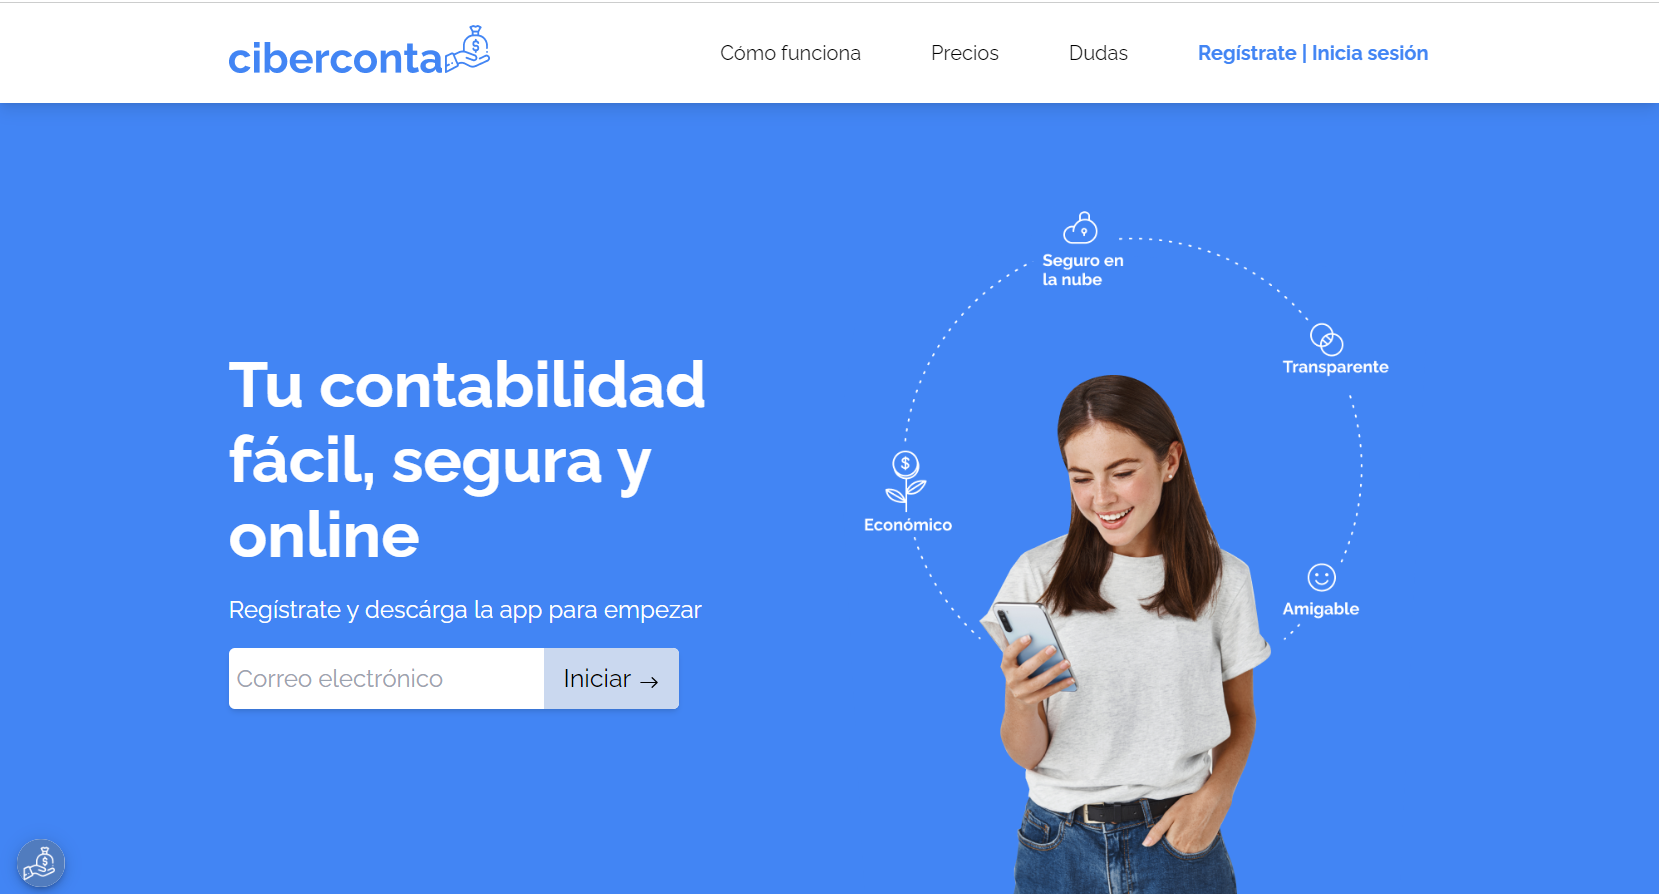 ciberconta
Cómo funciona
Precios
Dudas
Regístrate | Inicia sesión
Seguro en
la nube
Transparente
Tu contabilidad
fácil, segura y
online
Económico
Amigable
Regístrate y descárga la app para empezar
Correo electrónico
Iniciar →